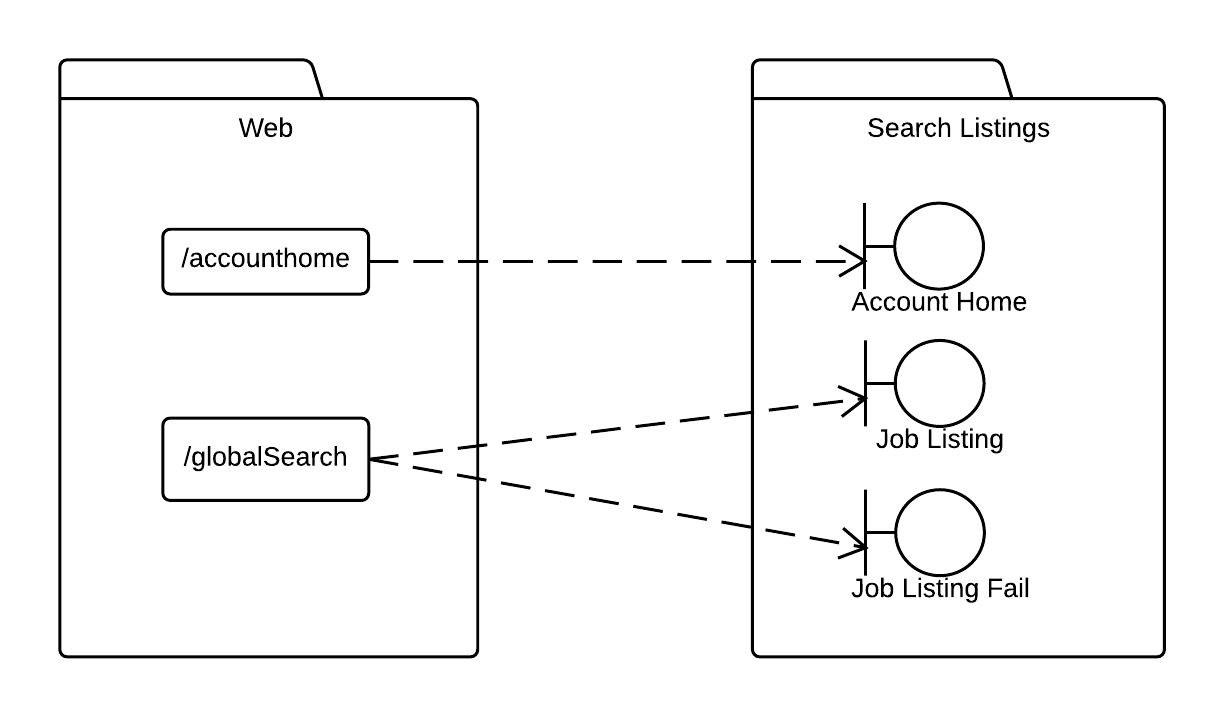 Web
/accounthome
/globalSearch
Search Listings
Account Home
Job Listing
Job Listing Fail